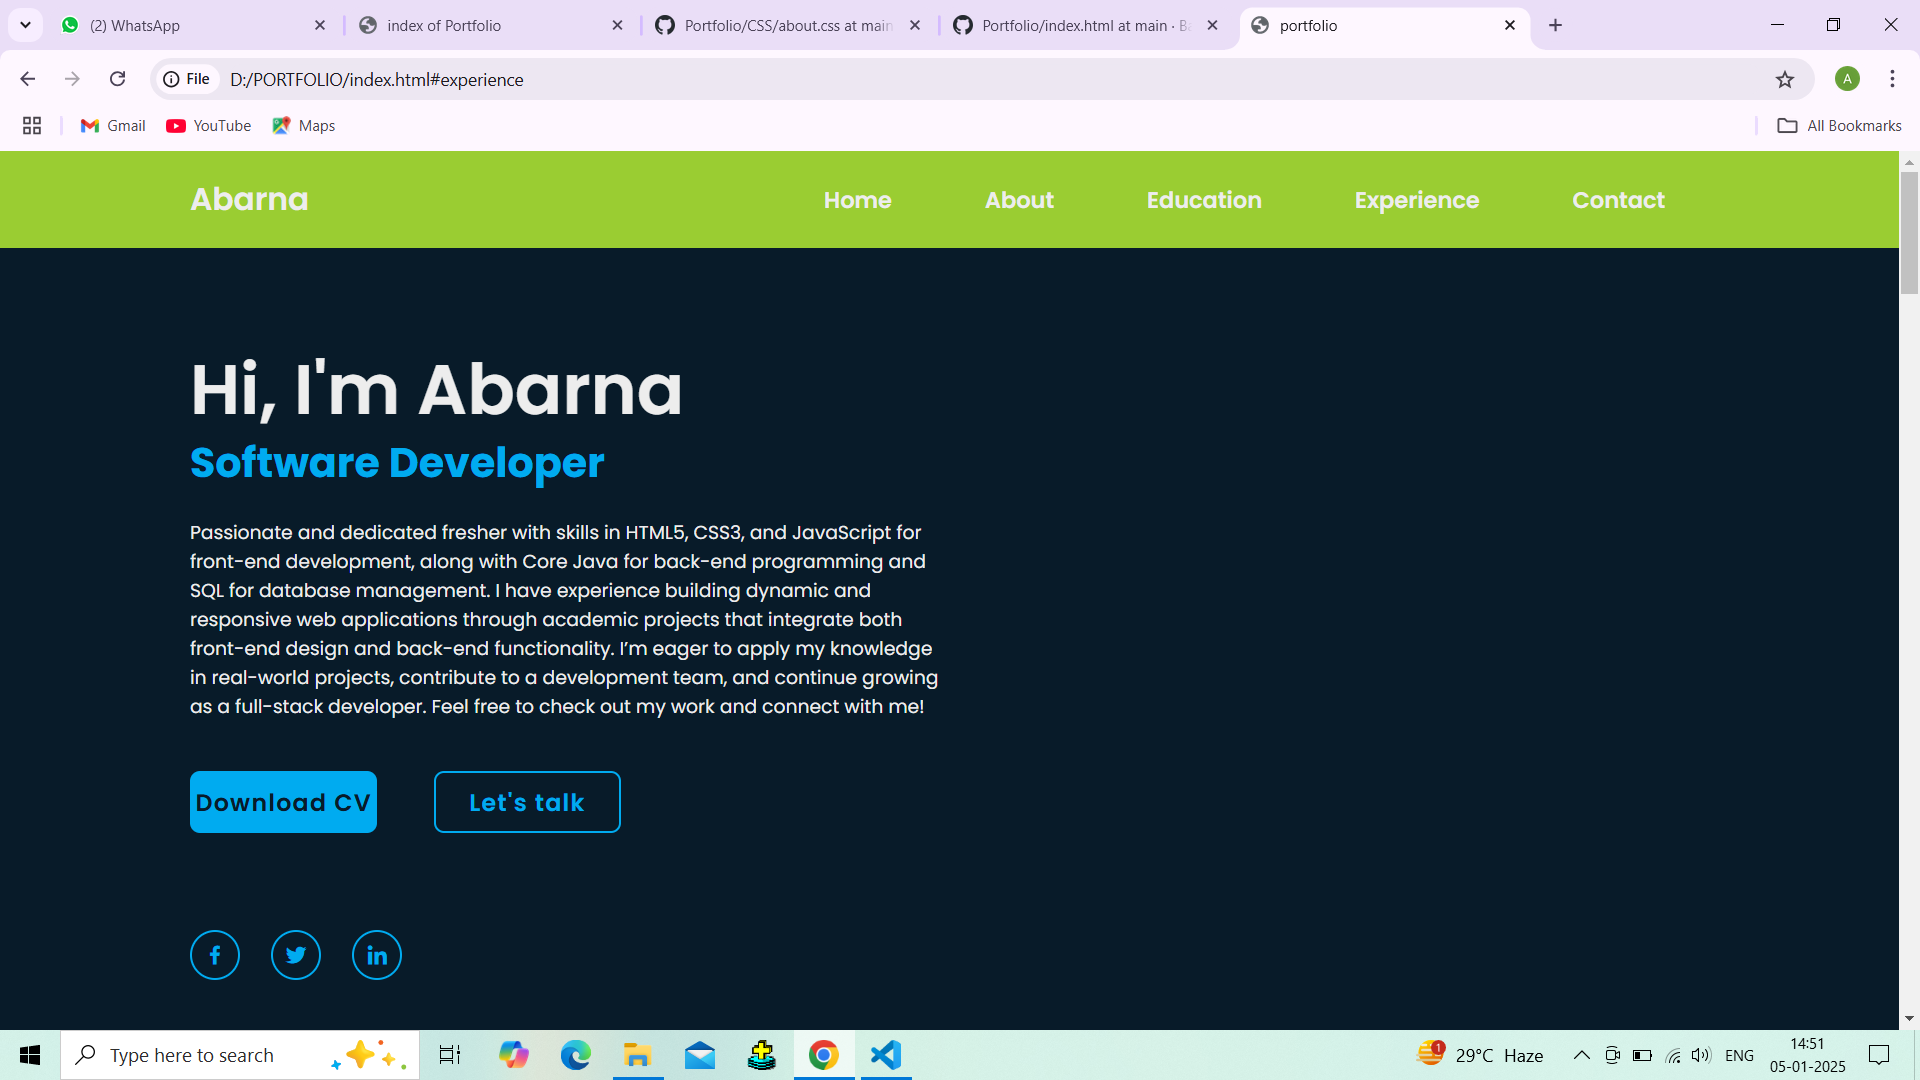 (2) WhatsApp
index of Portfolio
Portfolio/CSS/about.css at main
Portfolio/index.html at main · Ba
portfolio
File
D:/PORTFOLIO/index.html#experience
A
Gmail
YouTube
Maps
All Bookmarks
Abarna
Home
About
Education
Experience
Contact
Hi, I'm Abarna
Software Developer
Passionate and dedicated fresher with skills in HTML5, CSS3, and JavaScript for
front-end development, along with Core Java for back-end programming and
SQL for database management. I have experience building dynamic and
responsive web applications through academic projects that integrate both
front-end design and back-end functionality. I’m eager to apply my knowledge
in real-world projects, contribute to a development team, and continue growing
as a full-stack developer. Feel free to check out my work and connect with me!
Download CV
Let's talk
Type here to search
1
29°C Haze
ENG
14:51
05-01-2025